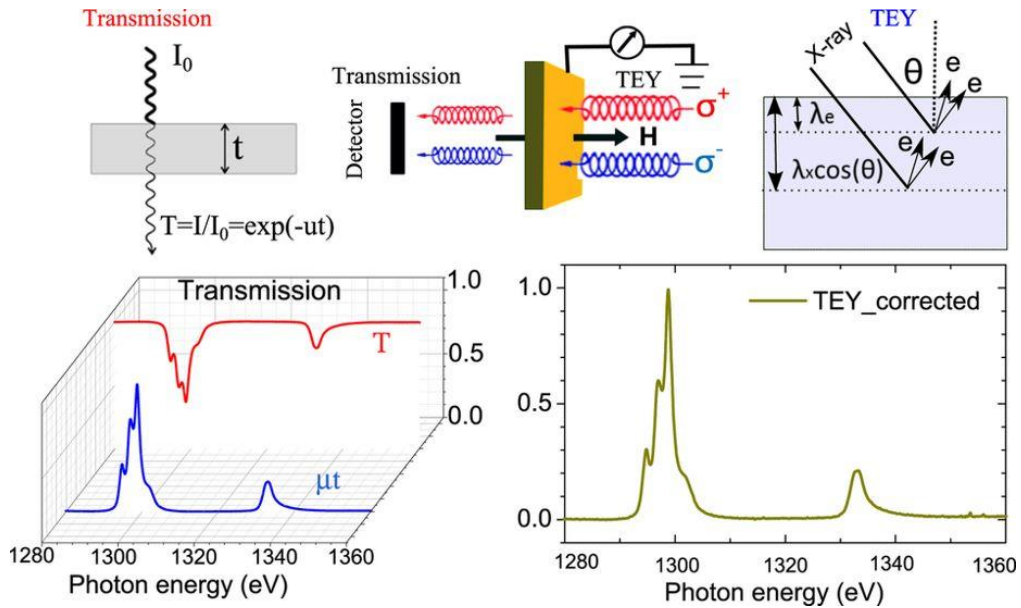 Transmission
I₀
t
T=I/I₀=exp(-ut)
Transmission
Detector
TEY
σ⁺
H
σ⁻
TEY
X-ray
θ
e
e
λe
e
e
λₓcos(θ)
Transmission
1.0
T
0.5
0.0
μt
1280 1300 1320 1340 1360
Photon energy (eV)
TEY_corrected
1.0
0.5
0.0
1280 1300 1320 1340 1360
Photon energy (eV)